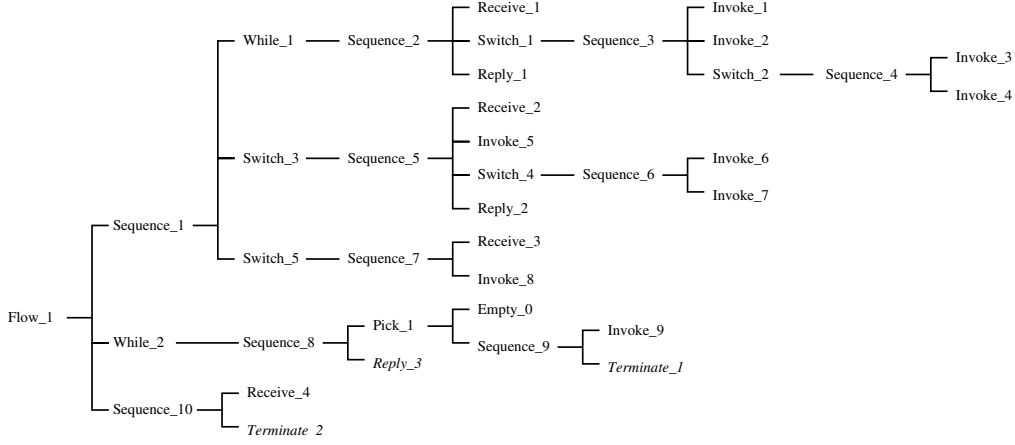 Receive_1
Invoke_1
While_1
Sequence_2
Switch_1
Sequence_3
Invoke_2
Reply_1
Switch_2
Sequence_4
Invoke_3
Invoke_4
Receive_2
Invoke_5
Switch_3
Sequence_5
Invoke_6
Switch_4
Sequence_6
Invoke_7
Reply_2
Sequence_1
Receive_3
Switch_5
Sequence_7
Invoke_8
Flow_1
Empty_0
Pick_1
Invoke_9
While_2
Sequence_8
Sequence_9
Reply_3
Terminate_1
Receive_4
Sequence_10
Terminate_2